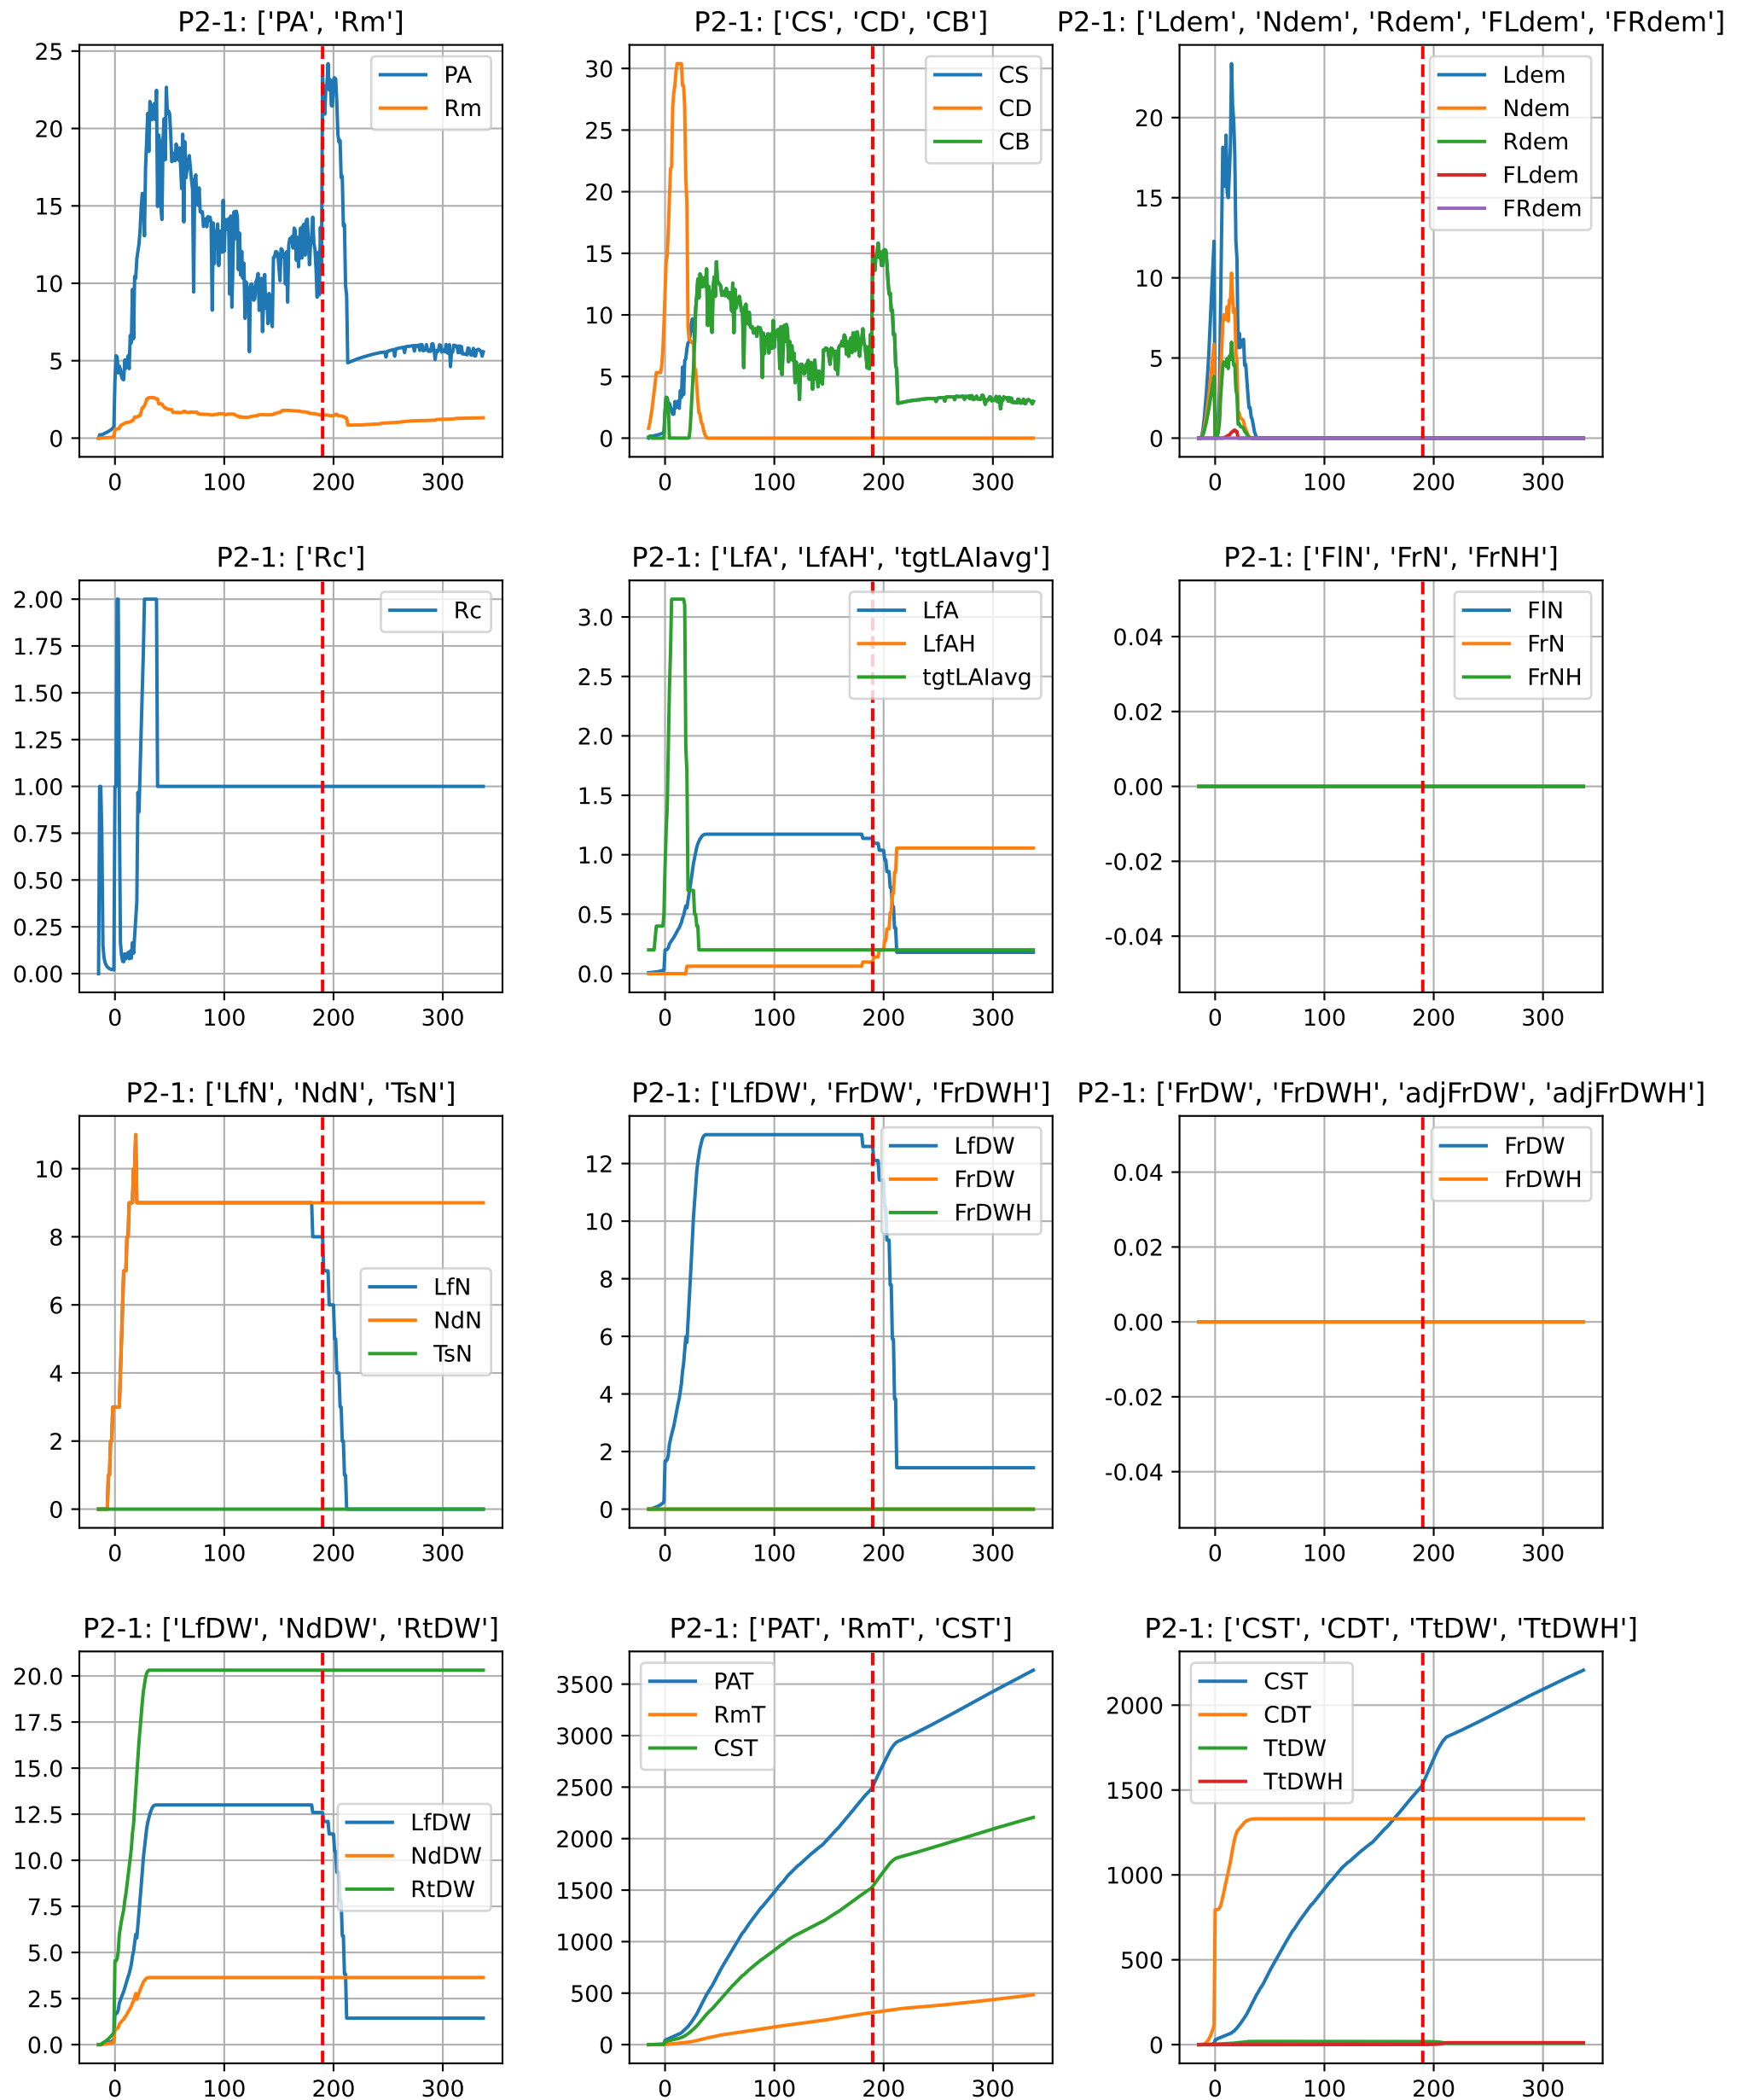 P2-1: ['PA', 'Rm']
25
20
15
10
5
0
0 100 200 300
PA
Rm
P2-1: ['CS', 'CD', 'CB']
30
25
20
15
10
5
0
0 100 200 300
CS
CD
CB
P2-1: ['Ldem', 'Ndem', 'Rdem', 'FLdem', 'FRdem']
20
15
10
5
0
0 100 200 300
Ldem
Ndem
Rdem
FLdem
FRdem
P2-1: ['Rc']
2.00
1.75
1.50
1.25
1.00
0.75
0.50
0.25
0.00
0 100 200 300
Rc
P2-1: ['LfA', 'LfAH', 'tgtLAIavg']
3.0
2.5
2.0
1.5
1.0
0.5
0.0
0 100 200 300
LfA
LfAH
tgtLAIavg
P2-1: ['FlN', 'FrN', 'FrNH']
0.04
0.02
0.00
-0.02
-0.04
0 100 200 300
FlN
FrN
FrNH
P2-1: ['LfN', 'NdN', 'TsN']
10
8
6
4
2
0
0 100 200 300
LfN
NdN
TsN
P2-1: ['LfDW', 'FrDW', 'FrDWH']
12
10
8
6
4
2
0
0 100 200 300
LfDW
FrDW
FrDWH
P2-1: ['FrDW', 'FrDWH', 'adjFrDW', 'adjFrDWH']
0.04
0.02
0.00
-0.02
-0.04
0 100 200 300
FrDW
FrDWH
P2-1: ['LfDW', 'NdDW', 'RtDW']
20.0
17.5
15.0
12.5
10.0
7.5
5.0
2.5
0.0
0 100 200 300
LfDW
NdDW
RtDW
P2-1: ['PAT', 'RmT', 'CST']
3500
3000
2500
2000
1500
1000
500
0
0 100 200 300
PAT
RmT
CST
P2-1: ['CST', 'CDT', 'TtDW', 'TtDWH']
2000
1500
1000
500
0
0 100 200 300
CST
CDT
TtDW
TtDWH